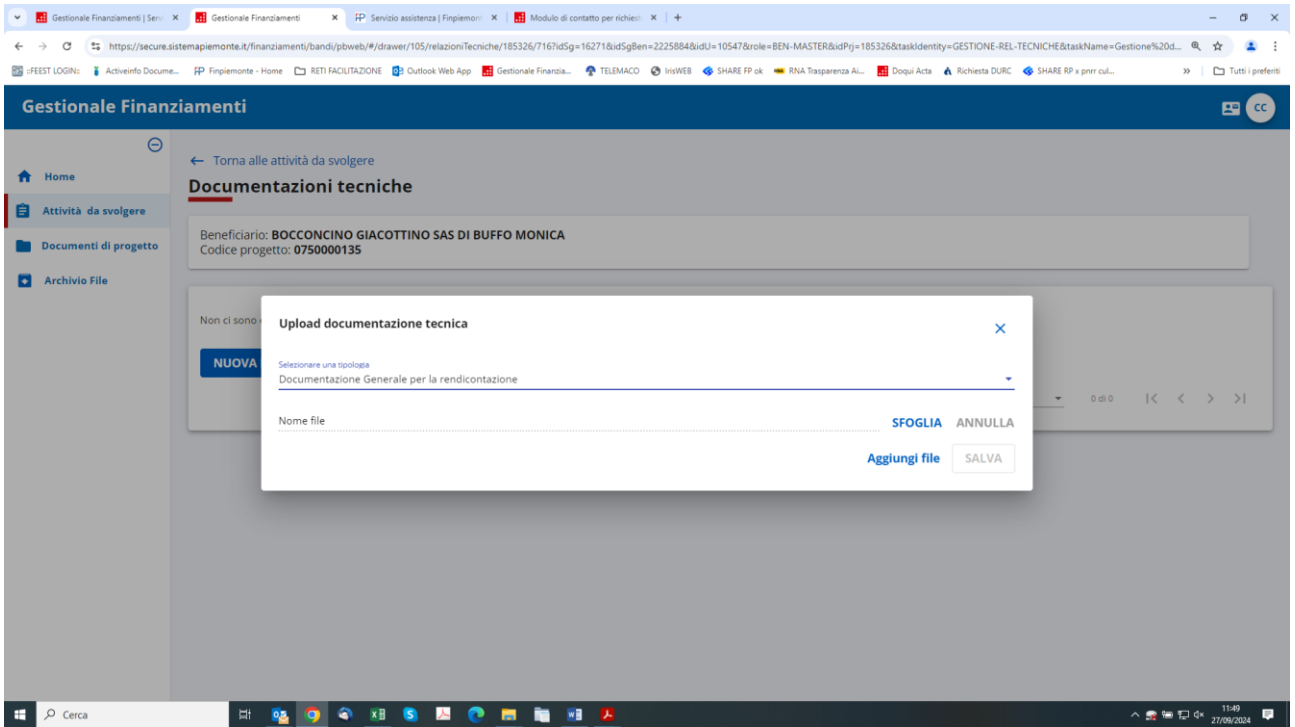 Gestionale Finanziamenti | Serv
Gestionale Finanziamenti
Servizio assistenza | Finpiemont
Modulo di contatto per richiest
https://secure.sistemapiemonte.it/finanziamenti/bandi/pbweb/#/drawer/105/relazioniTecniche/185326/716?idSg=16271&idSgBen=2225884&idU=10547&role=BEN-MASTER&idPrj=185326&taskIdentity=GESTIONE-REL-TECNICHE&taskName=Gestione%20d...
::FEEST LOGIN::
Activeinfo Docume...
Finpiemonte - Home
RETI FACILITAZIONE
Outlook Web App
Gestionale Finanzia...
TELEMACO
IrisWEB
SHARE FP ok
RNA Trasparenza Ai...
Doqui Acta
Richiesta DURC
SHARE RP x pnrr cul...
»
Tutti i preferiti
Gestionale Finanziamenti
CC
Home
Attività da svolgere
Documenti di progetto
Archivio File
← Torna alle attività da svolgere
Documentazioni tecniche
Beneficiario: BOCCONCINO GIACOTTINO SAS DI BUFFO MONICA
Codice progetto: 0750000135
Non ci sono
NUOVA
0 di 0
Upload documentazione tecnica
Selezionare una tipologia
Documentazione Generale per la rendicontazione
Nome file
SFOGLIA ANNULLA
Aggiungi file SALVA
Cerca
11:49
27/09/2024